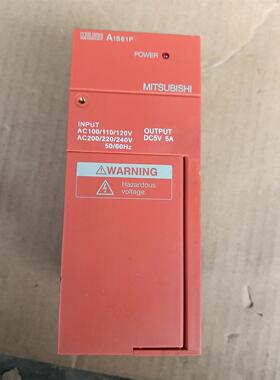 A1S61P
POWER
MITSUBISHI
INPUT
AC100/110/120V
AC200/220/240V
50/60Hz
OUTPUT
DC5V 5A
WARNING
Hazardous
voltage.